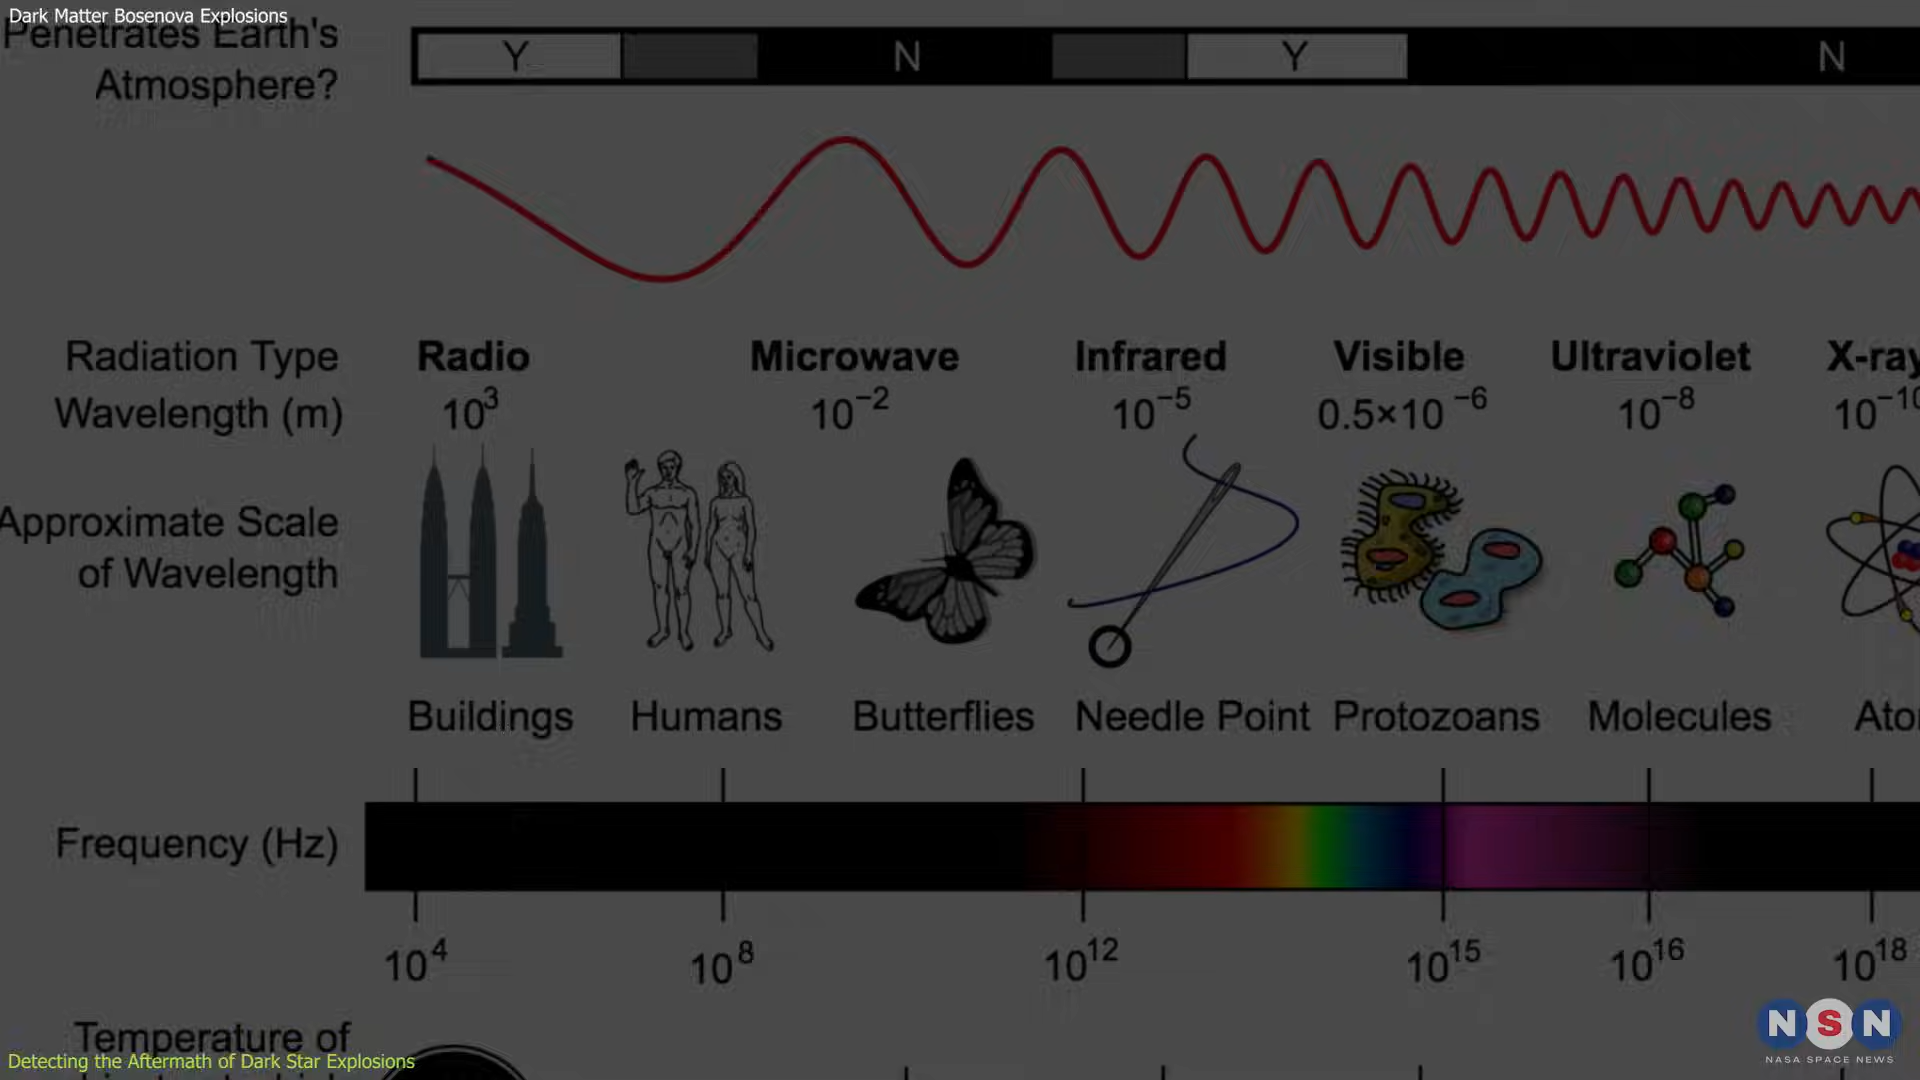 Dark Matter Bosenova Explosions
Penetrates Earth's
Atmosphere?
Y N Y N
Radiation Type Radio Microwave Infrared Visible Ultraviolet X-ray
Wavelength (m) 10³ 10⁻² 10⁻⁵ 0.5×10⁻⁶ 10⁻⁸ 10⁻¹⁰
Approximate Scale
of Wavelength
Buildings Humans Butterflies Needle Point Protozoans Molecules
Frequency (Hz)
10⁴ 10⁸ 10¹² 10¹⁵ 10¹⁶ 10¹⁸
Temperature of
Detecting the Aftermath of Dark Star Explosions
NSN
NASA SPACE NEWS